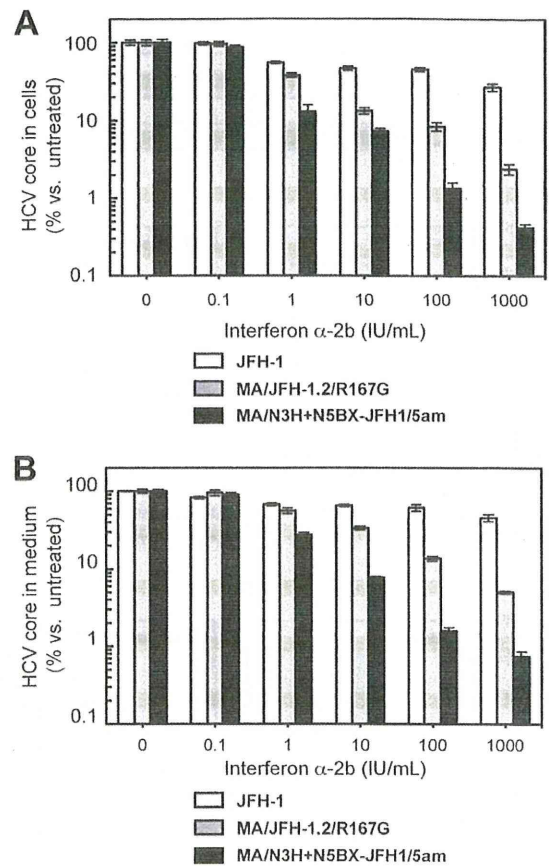 A
HCV core in cells
(% vs. untreated)
100
10
1
0.1
0 0.1 1 10 100 1000
Interferon α-2b (IU/mL)
JFH-1
MA/JFH-1.2/R167G
MA/N3H+N5BX-JFH1/5am
B
HCV core in medium
(% vs. untreated)
100
10
1
0.1
0 0.1 1 10 100 1000
Interferon α-2b (IU/mL)
JFH-1
MA/JFH-1.2/R167G
MA/N3H+N5BX-JFH1/5am